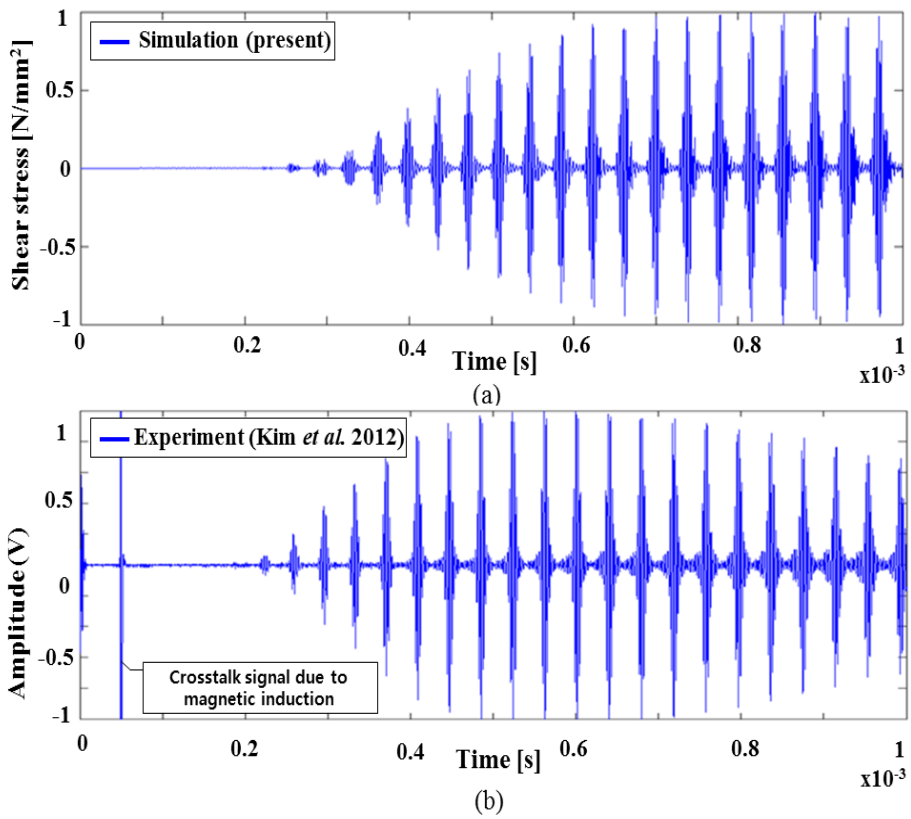 1
Simulation (present)
0.5
0
-0.5
-1
Shear stress [N/mm²]
0 0.2 0.4 0.6 0.8 1
Time [s]
x10⁻³
(a)
1
Experiment (Kim et al. 2012)
0.5
0
-0.5
-1
Amplitude (V)
Crosstalk signal due to
magnetic induction
0 0.2 0.4 0.6 0.8 1
Time [s]
x10⁻³
(b)